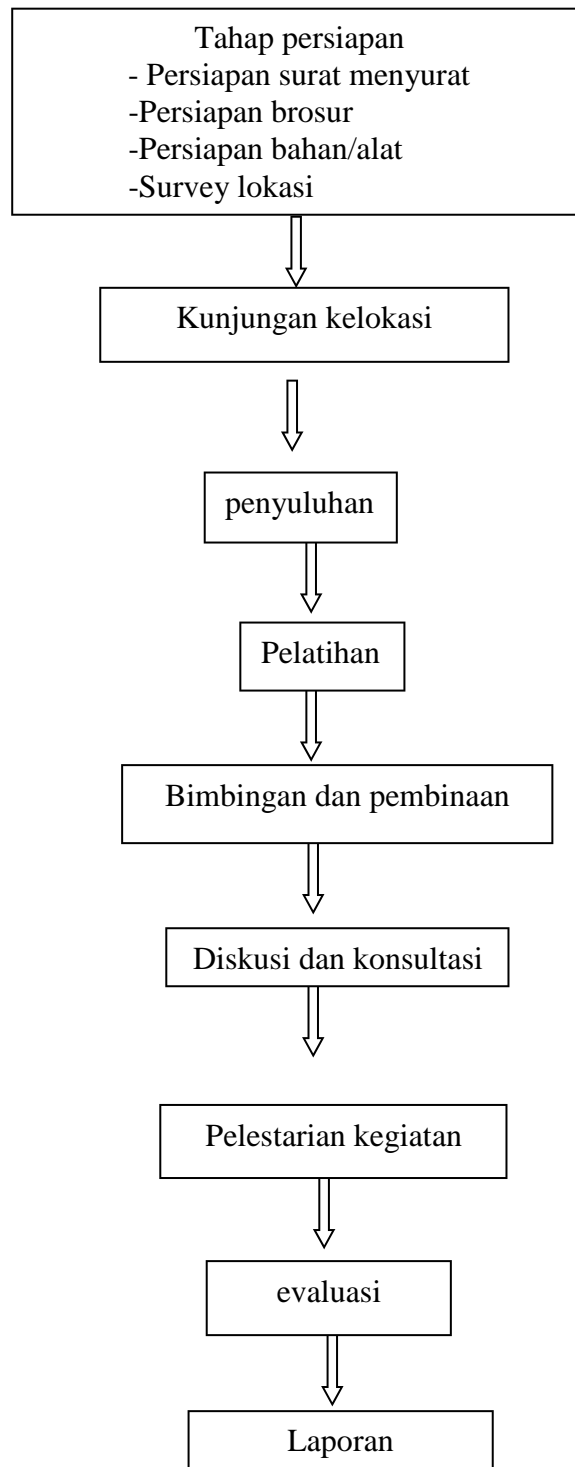 Tahap persiapan
- Persiapan surat menyurat
-Persiapan brosur
-Persiapan bahan/alat
-Survey lokasi
Kunjungan kelokasi
penyuluhan
Pelatihan
Bimbingan dan pembinaan
Diskusi dan konsultasi
Pelestarian kegiatan
evaluasi
Laporan